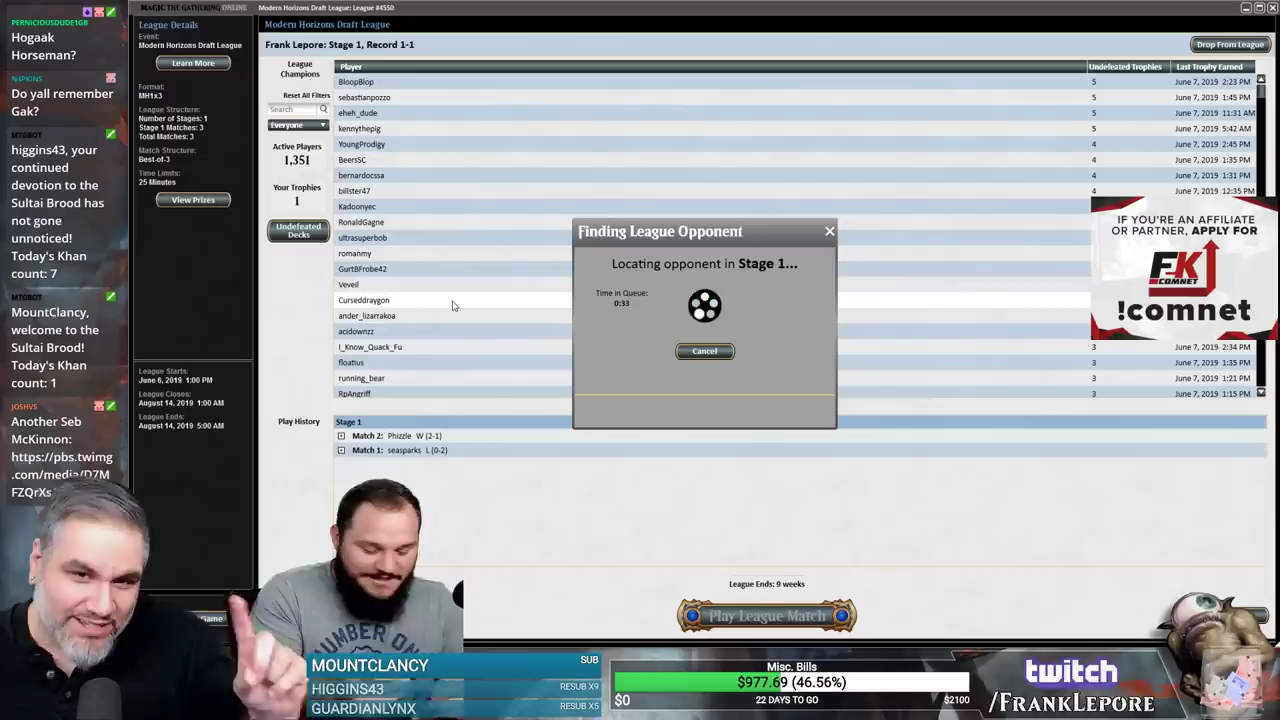 PERNICIOUSDUDE1GB
Hogaak
Horseman?
N4PKINS
Do yall remember
Gak?
MTGBOT
higgins43, your
continued
devotion to the
Sultai Brood has
not gone
unnoticed!
Today's Khan
count: 7
MTGBOT
MountClancy,
welcome to the
Sultai Brood!
Today's Khan
count: 1
JOSHVS
Another Seb
McKinnon:
https://pbs.twimg
.com/media/D7M
FZQrXs
MAGIC THE GATHERING ONLINE
Modern Horizons Draft League: League #4550
League Details
Event:
Modern Horizons Draft League
Learn More
Format:
MH1x3
League Structure:
Number of Stages: 1
Stage 1 Matches: 3
Total Matches: 3
Match Structure:
Best-of-3
Time Limits:
25 Minutes
View Prizes
League Starts:
June 6, 2019 1:00 PM
League Closes:
August 14, 2019 1:00 AM
League Ends:
August 14, 2019 5:00 AM
Game
Modern Horizons Draft League
Frank Lepore: Stage 1, Record 1-1
Drop From League
League
Champions
Reset All Filters
Search
Everyone
Active Players
1,351
Your Trophies
1
Undefeated
Decks
Player Undefeated Trophies Last Trophy Earned
BloopBlop 5 June 7, 2019 2:23 PM
sebastianpozzo 5 June 7, 2019 1:45 PM
eheh_dude 5 June 7, 2019 11:31 AM
kennythepig 5 June 7, 2019 5:42 AM
YoungProdigy 4 June 7, 2019 2:45 PM
BeersSC 4 June 7, 2019 1:35 PM
bernardocssa 4 June 7, 2019 1:31 PM
billster47 4 June 7, 2019 12:35 PM
Kadoonyec
RonaldGagne
ultrasuperbob
romanmy
GurtBFrobe42
Veveil
Curseddraygon
ander_lizarrakoa
acidownzz
I_Know_Quack_Fu 3 June 7, 2019 2:34 PM
floatius 3 June 7, 2019 1:35 PM
running_bear 3 June 7, 2019 1:21 PM
RpAngriff 3 June 7, 2019 1:15 PM
Finding League Opponent
Locating opponent in Stage 1...
Time in Queue:
0:33
Cancel
IF YOU'RE AN AFFILIATE
OR PARTNER, APPLY FOR
F2K
COMNET
!comnet
Play History
Stage 1
Match 2: Phizzle W (2-1)
Match 1: seasparks L (0-2)
League Ends: 9 weeks
Play League Match
NUMBER ON
MOUNTCLANCY SUB
HIGGINS43 RESUB X9
GUARDIANLYNX RESUB X5
Misc. Bills
$977.69 (46.56%)
$0 22 DAYS TO GO $2100
twitch
/FRANKLEPORE